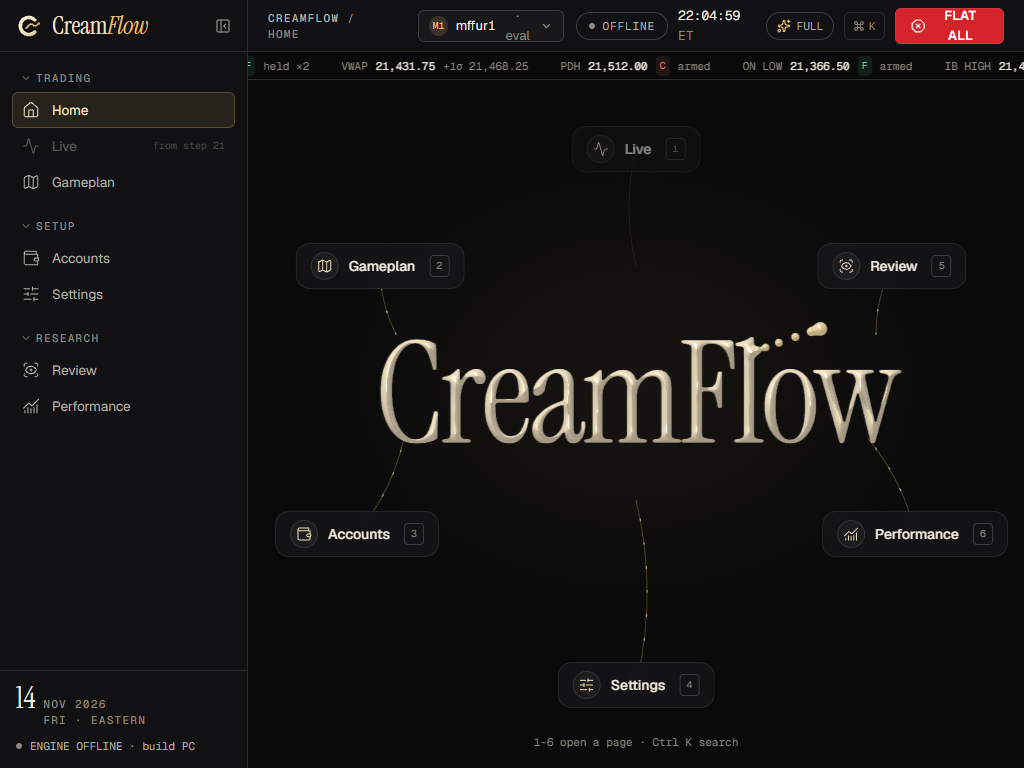 CreamFlow
CREAMFLOW /
HOME
M1 mffur1 · eval
OFFLINE
22:04:59
ET
FULL
⌘ K
FLAT
ALL
F held ×2 VWAP 21,431.75 +1σ 21,468.25 PDH 21,512.00 C armed ON LOW 21,366.50 F armed IB HIGH 21,4
TRADING
Home
Live from step 21
Gameplan
SETUP
Accounts
Settings
RESEARCH
Review
Performance
14 NOV 2026
FRI · EASTERN
ENGINE OFFLINE · build PC
Live 1
Gameplan 2
Review 5
CreamFlow
Accounts 3
Performance 6
Settings 4
1–6 open a page · Ctrl K search